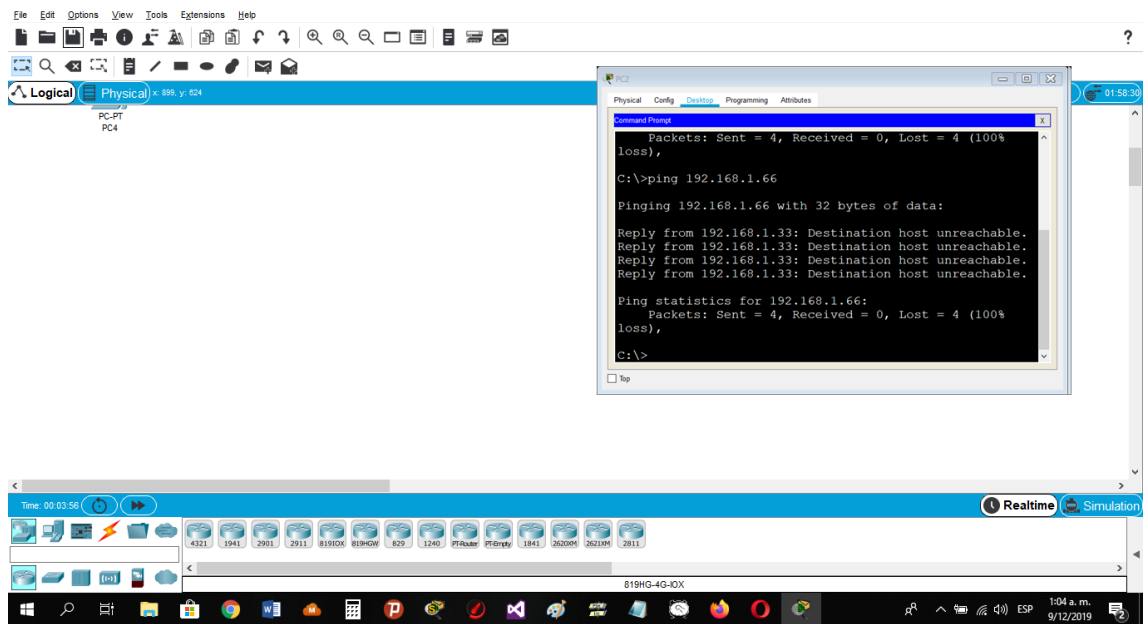 File Edit Options View Tools Extensions Help
?
Logical Physical x: 899, y: 624
01:58:30
PC-PT
PC4
PC2
Physical Config Desktop Programming Attributes
Command Prompt X
Packets: Sent = 4, Received = 0, Lost = 4 (100%
loss),
C:\>ping 192.168.1.66
Pinging 192.168.1.66 with 32 bytes of data:
Reply from 192.168.1.33: Destination host unreachable.
Reply from 192.168.1.33: Destination host unreachable.
Reply from 192.168.1.33: Destination host unreachable.
Reply from 192.168.1.33: Destination host unreachable.
Ping statistics for 192.168.1.66:
Packets: Sent = 4, Received = 0, Lost = 4 (100%
loss),
C:\>
Top
Time: 00:03:56
Realtime Simulation
4321 1941 2901 2911 819IOX 819HGW 829 1240 PT-Router PT-Empty 1841 2620XM 2621XM 2811
819HG-4G-IOX
ESP
1:04 a. m.
9/12/2019
2